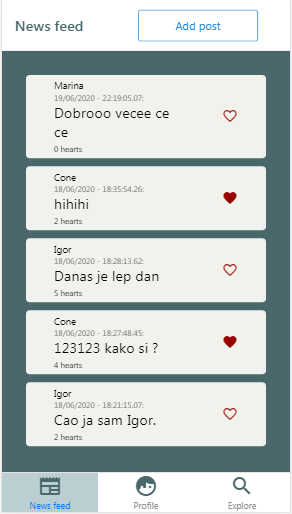 News feed
Add post
Marina
19/06/2020 - 22:19:05.07:
Dobrooo vecee ce
ce
0 hearts
Cone
18/06/2020 - 18:35:54.26:
hihihi
2 hearts
Igor
18/06/2020 - 18:28:13.62:
Danas je lep dan
5 hearts
Cone
18/06/2020 - 18:27:48.45:
123123 kako si ?
4 hearts
Igor
18/06/2020 - 18:21:15.07:
Cao ja sam Igor.
2 hearts
News feed
Profile
Explore